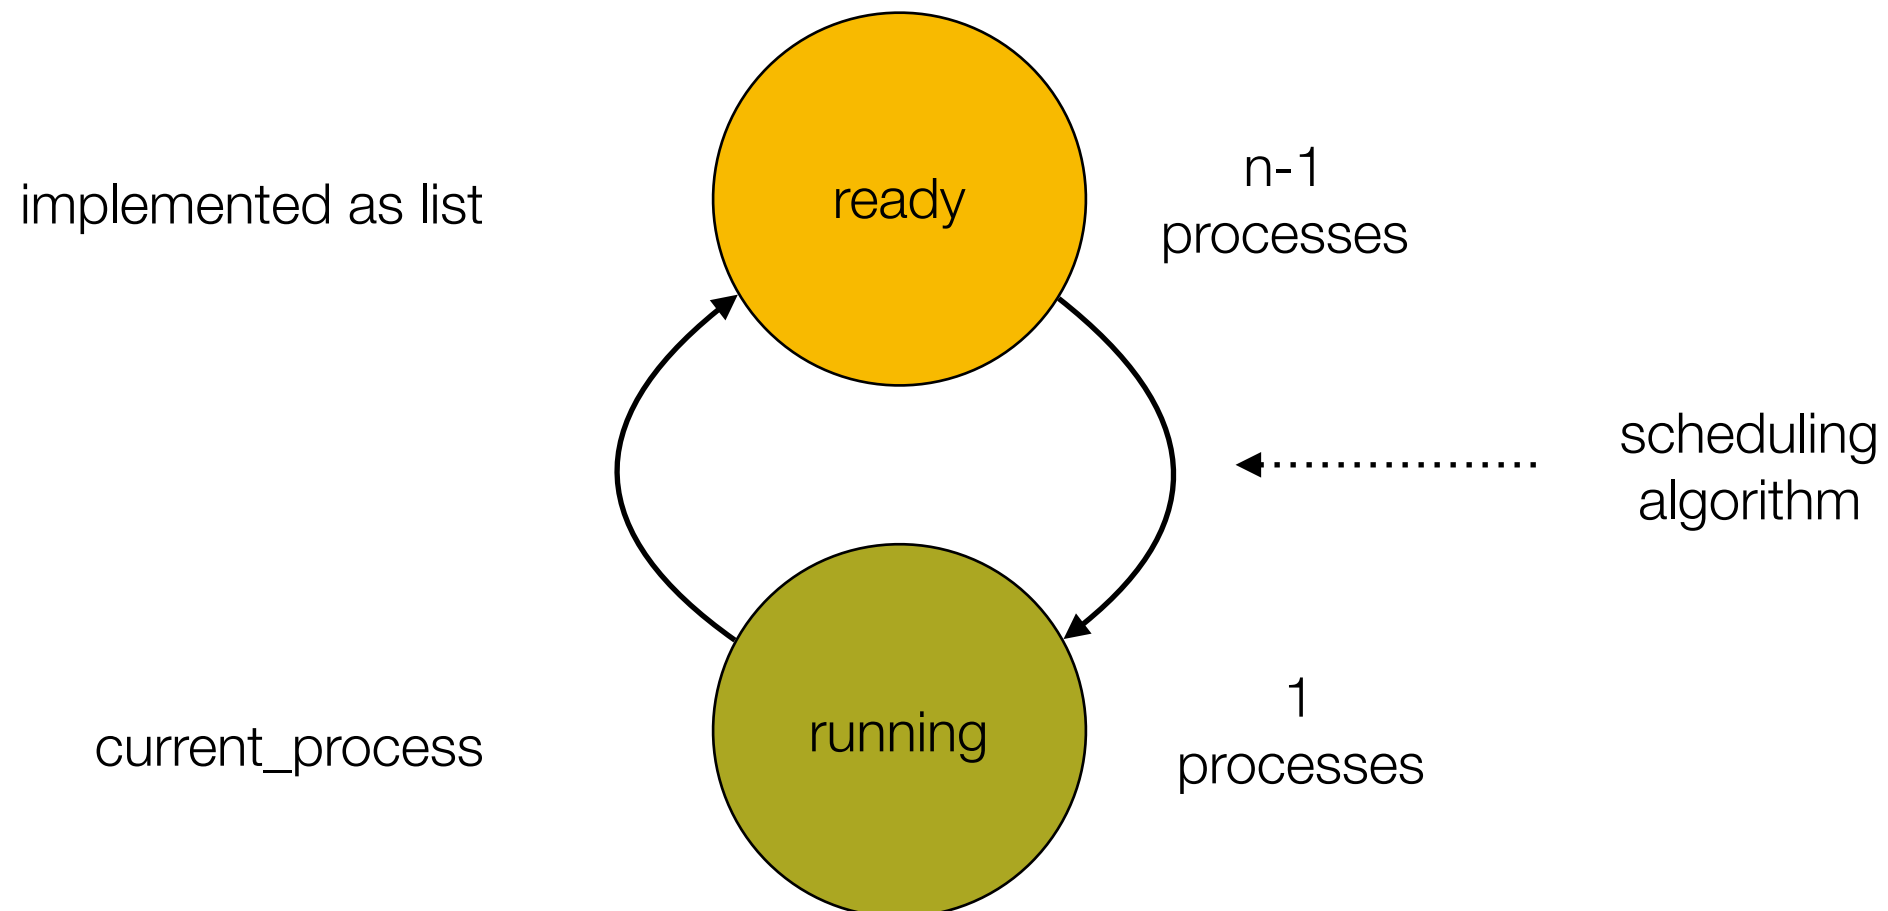 implemented as list
ready
n-1
processes
scheduling
algorithm
current_process
running
1
processes